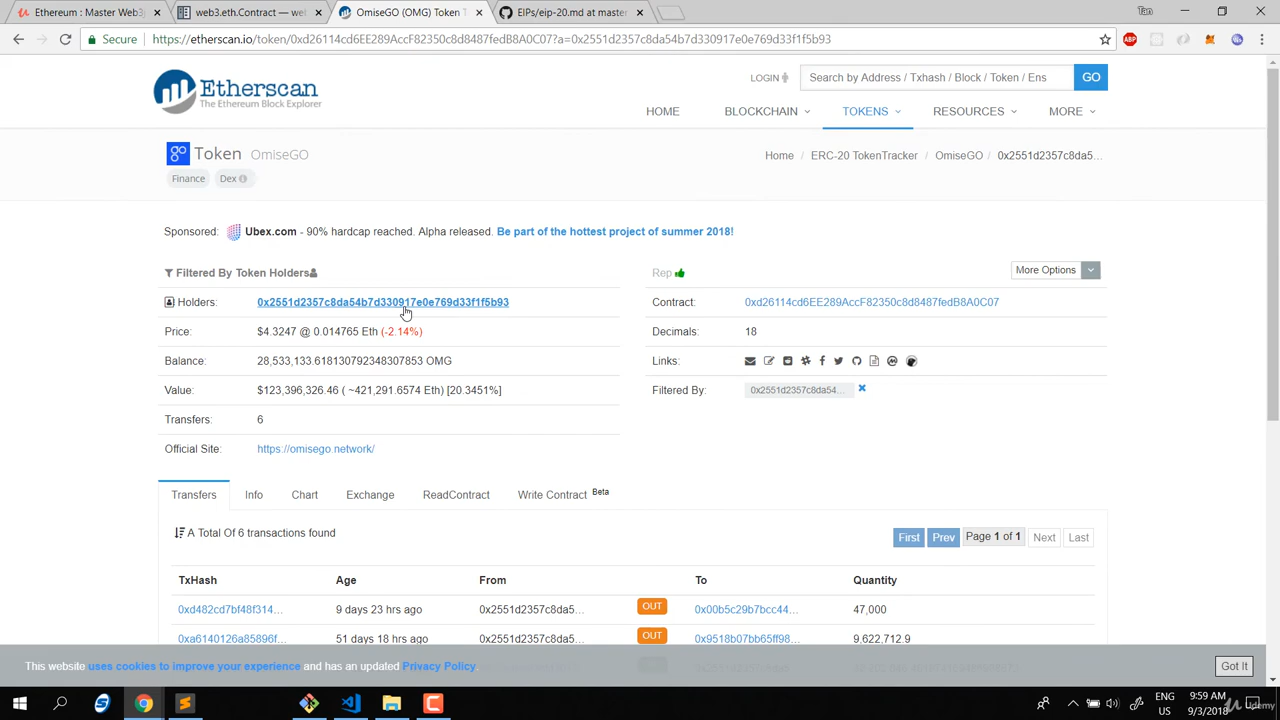 Ethereum : Master Web3
web3.eth.Contract — we
OmiseGO (OMG) Token T
EIPs/eip-20.md at master
Tan
Secure
https://etherscan.io/token/0xd26114cd6EE289AccF82350c8d8487fedB8A0C07?a=0x2551d2357c8da54b7d330917e0e769d33f1f5b93
ABP
Etherscan
The Ethereum Block Explorer
LOGIN
Search by Address / Txhash / Block / Token / Ens
GO
HOME
BLOCKCHAIN
TOKENS
RESOURCES
MORE
Token OmiseGO
Home / ERC-20 TokenTracker / OmiseGO / 0x2551d2357c8da5...
Finance
Dex
Sponsored: Ubex.com - 90% hardcap reached. Alpha released. Be part of the hottest project of summer 2018!
Filtered By Token Holders
Rep
More Options
Holders: 0x2551d2357c8da54b7d330917e0e769d33f1f5b93
Contract: 0xd26114cd6EE289AccF82350c8d8487fedB8A0C07
Price: $4.3247 @ 0.014765 Eth (-2.14%)
Decimals: 18
Balance: 28,533,133.618130792348307853 OMG
Links:
Value: $123,396,326.46 ( ~421,291.6574 Eth) [20.3451%]
Filtered By: 0x2551d2357c8da54...
Transfers: 6
Official Site: https://omisego.network/
Transfers
Info
Chart
Exchange
ReadContract
Write Contract Beta
A Total Of 6 transactions found
First
Prev
Page 1 of 1
Next
Last
TxHash Age From To Quantity
0xd482cd7bf48f314... 9 days 23 hrs ago 0x2551d2357c8da5... OUT 0x00b5c29b7bcc44... 47,000
0xa6140126a85896f... 51 days 18 hrs ago 0x2551d2357c8da5... OUT 0x9518b07bb65ff98... 9,622,712.9
This website uses cookies to improve your experience and has an updated Privacy Policy.
Got It
ENG
US
9:59 AM
9/3/2018
Udemy